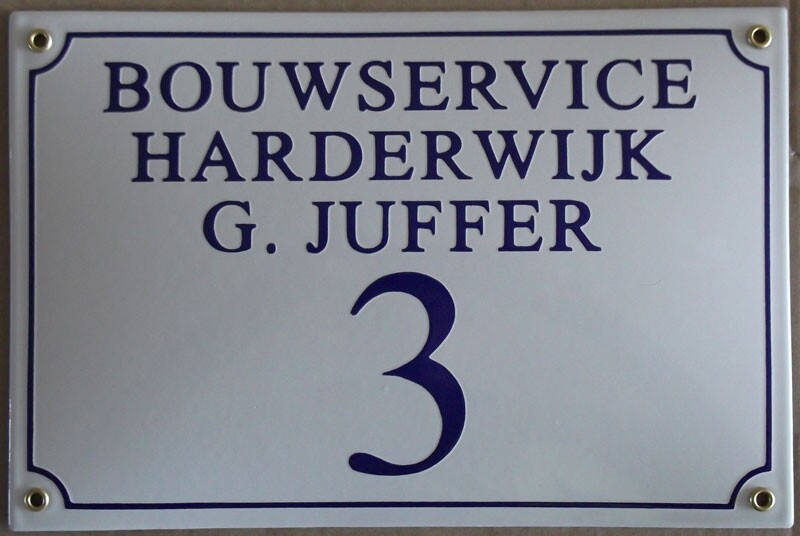 BOUWSERVICE
HARDERWIJK
G. JUFFER
3